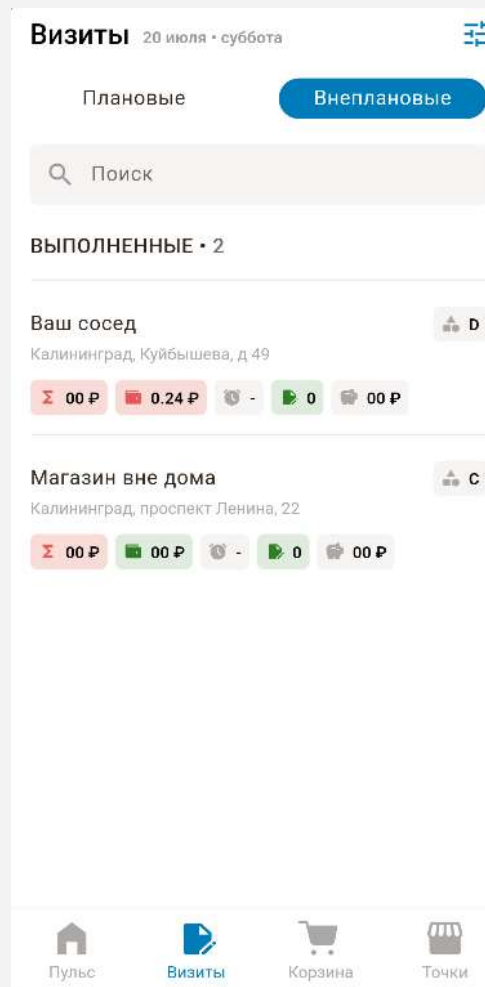 Визиты 20 июля • суббота
Плановые Внеплановые
Поиск
ВЫПОЛНЕННЫЕ • 2
Ваш сосед D
Калининград, Куйбышева, д 49
Σ 00 ₽ 0.24 ₽ - 0 00 ₽
Магазин вне дома C
Калининград, проспект Ленина, 22
Σ 00 ₽ 00 ₽ - 0 00 ₽
Пульс Визиты Корзина Точки